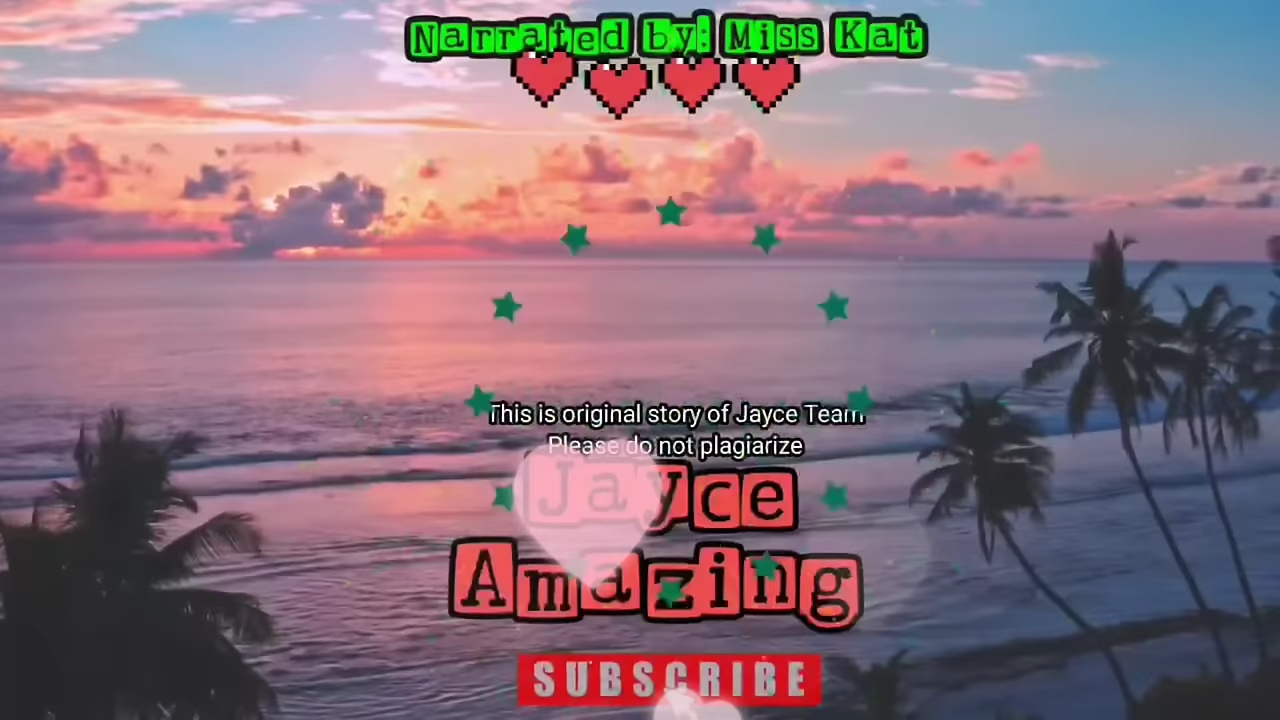 Narrated by: Miss Kat
This is original story of Jayce Team
Please do not plagiarize
Jayce
Amazing
SUBSCRIBE